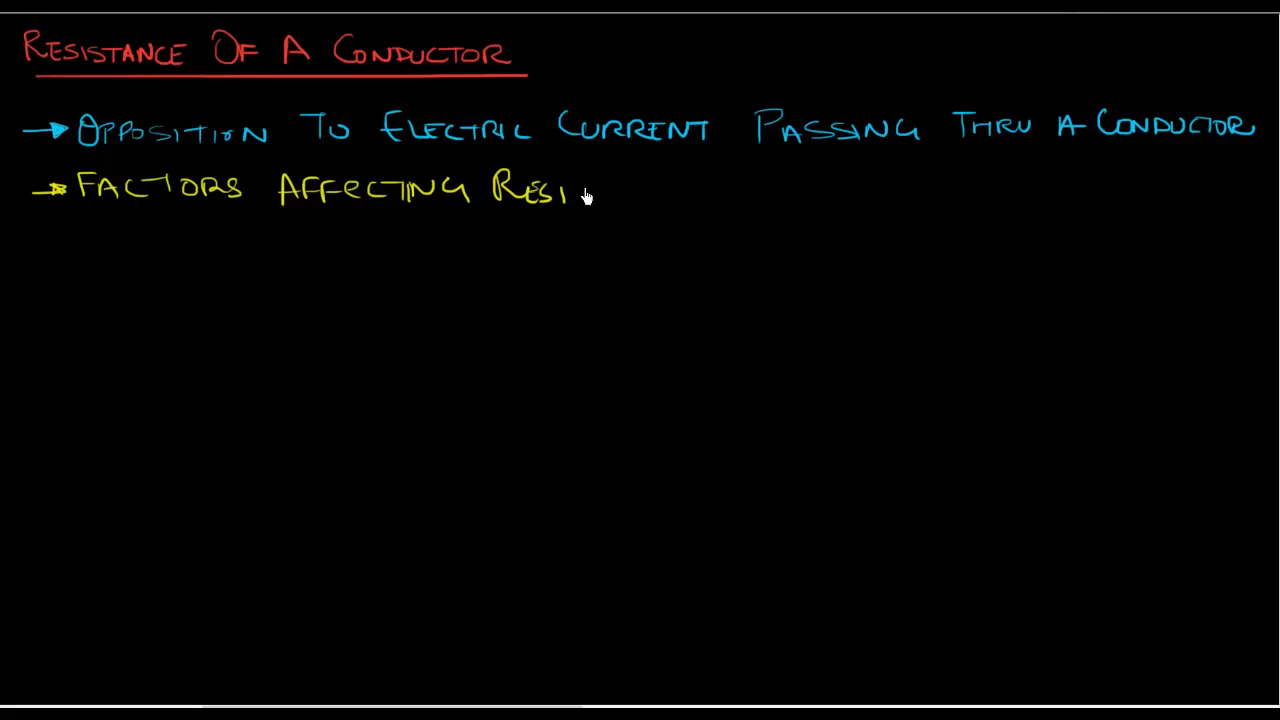 RESISTANCE OF A CONDUCTOR
→ OPPOSITION TO ELECTRIC CURRENT PASSING THRU A CONDUCTOR
→ FACTORS AFFECTING RESI